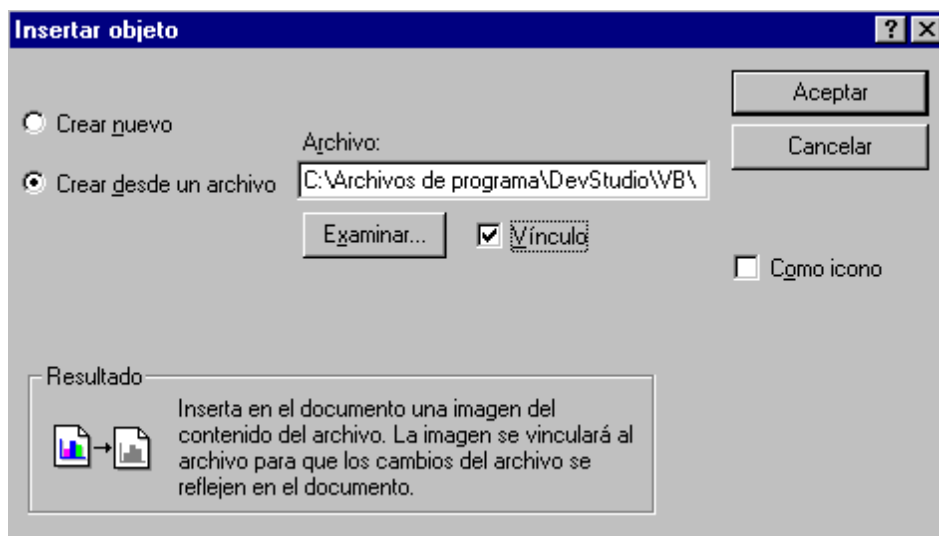 Insertar objeto
Aceptar
Crear nuevo
Archivo:
Cancelar
Crear desde un archivo
C:\Archivos de programa\DevStudio\VB\
Examinar...
Vínculo
Como icono
Resultado
Inserta en el documento una imagen del
contenido del archivo. La imagen se vinculará al
archivo para que los cambios del archivo se
reflejen en el documento.